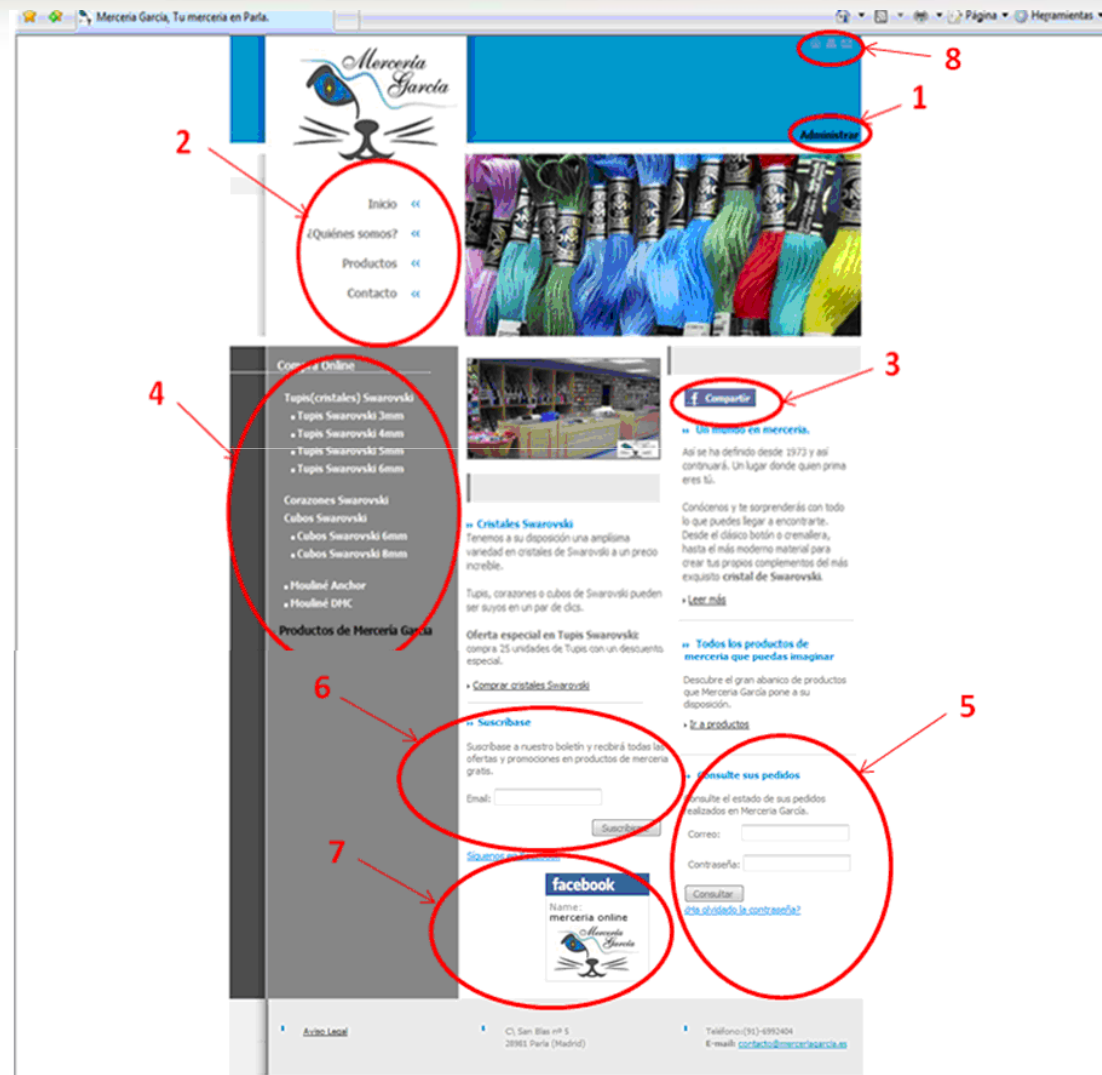 Merceria García, Tu merceria en Parla.
Página
Herramientas
8
Mercería
García
1
Administrar
2
Inicio «
¿Quiénes somos? «
Productos «
Contacto «
3
Compartir
4
Compra Online
Tupis(cristales) Swarovski
Tupis Swarovski 3mm
Tupis Swarovski 4mm
Tupis Swarovski 5mm
Tupis Swarovski 6mm
Corazones Swarovski
Cubos Swarovski
Cubos Swarovski 6mm
Cubos Swarovski 8mm
Mouliné Anchor
Mouliné DMC
Productos de Mercería García
» Cristales Swarovski
Tenemos a su disposición una amplísima
variedad en cristales de Swarovski a un precio
increíble.
Tupis, corazones o cubos de Swarovski pueden
ser suyos en un par de clics.
Oferta especial en Tupis Swarovski:
compra 25 unidades de Tupis con un descuento
especial.
› Comprar cristales Swarovski
6
» Suscríbase
Suscríbase a nuestro boletín y recibirá todas las
ofertas y promociones en productos de merceria
gratis.
Email:
Suscribirse
Síguenos en Facebook
7
facebook
Name:
merceria online
Mercería
García
» Un mundo en mercería.
Así se ha definido desde 1973 y así
continuará. Un lugar donde quien prima
eres tú.
Conócenos y te sorprenderás con todo
lo que puedes llegar a encontrarte.
Desde el clásico botón o cremallera,
hasta el más moderno material para
crear tus propios complementos del más
exquisito cristal de Swarovski.
› Leer más
» Todos los productos de
mercería que puedas imaginar
Descubre el gran abanico de productos
que Merceria García pone a su
disposición.
› Ir a productos
5
» Consulte sus pedidos
Consulte el estado de sus pedidos
realizados en Merceria García.
Correo:
Contraseña:
Consultar
¿Ha olvidado la contraseña?
Aviso Legal
C\ San Blas nº 5
28981 Parla (Madrid)
Teléfono:(91)-6992404
E-mail: contacto@merceriagarcia.es